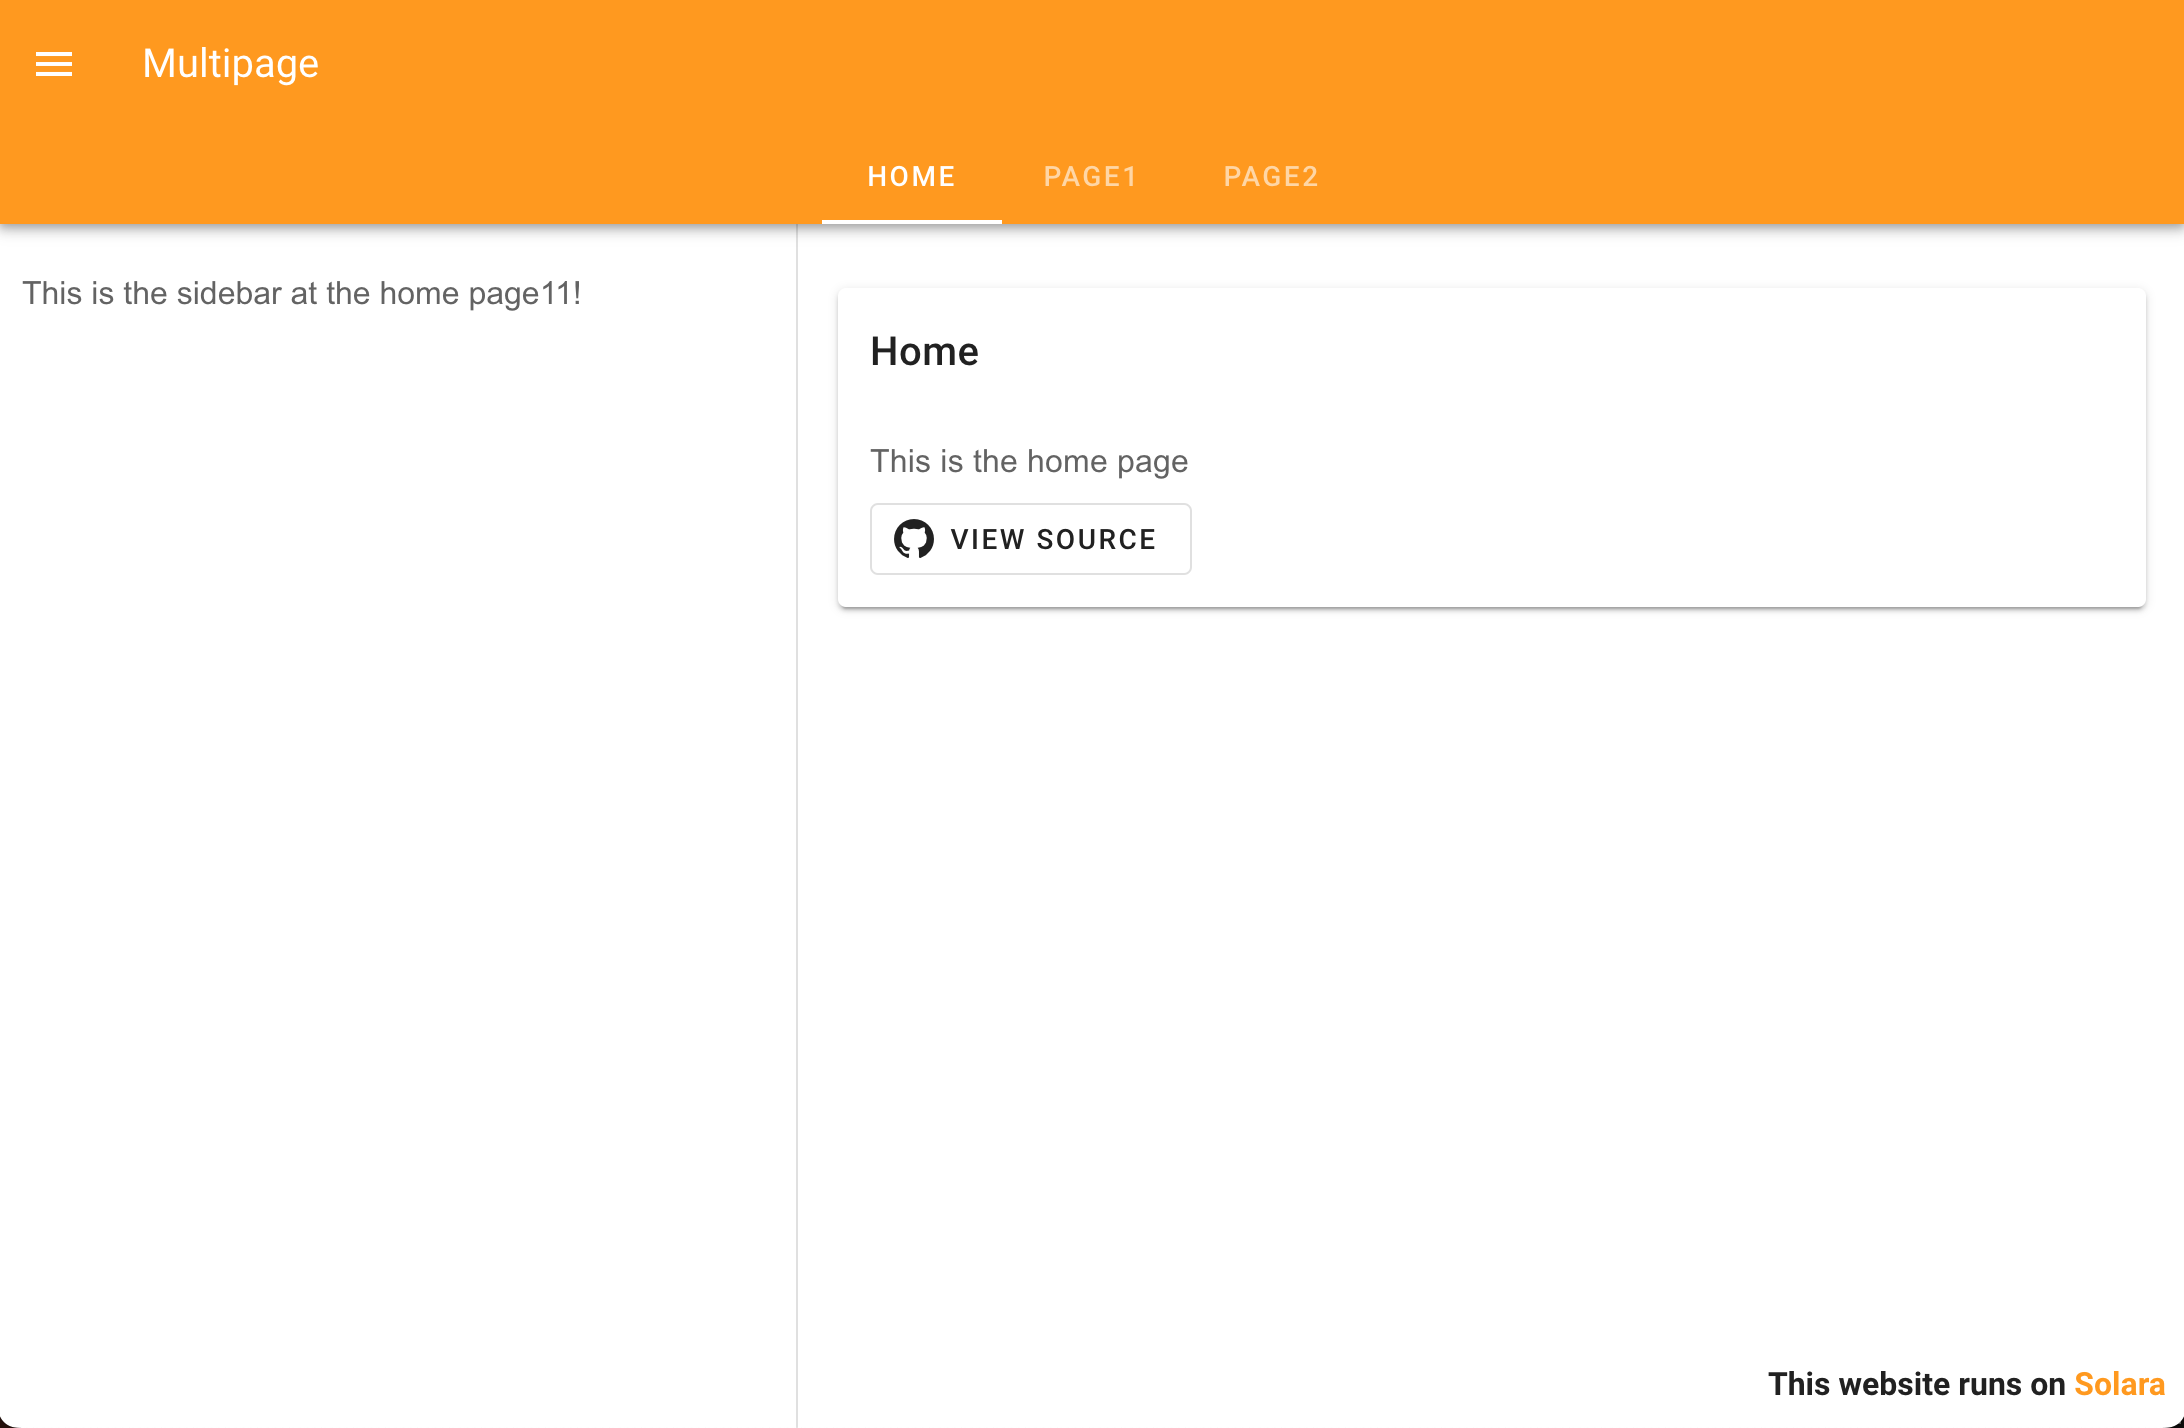 Multipage
HOME PAGE1 PAGE2
This is the sidebar at the home page11!
Home
This is the home page
VIEW SOURCE
This website runs on Solara